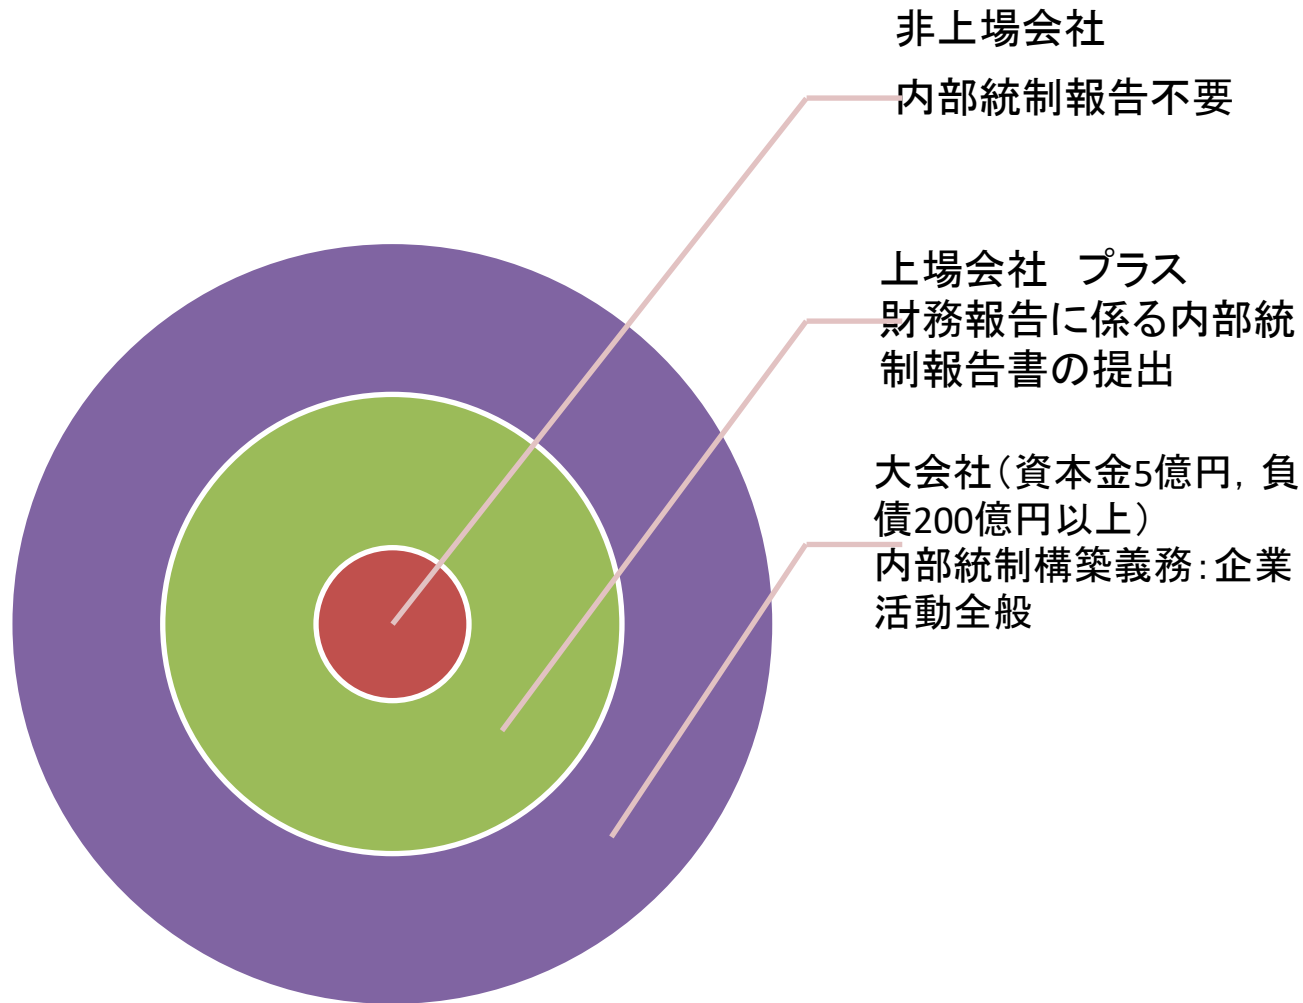 非上場会社
内部統制報告不要
上場会社　プラス
財務報告に係る内部統
制報告書の提出
大会社（資本金5億円，負
債200億円以上）
内部統制構築義務：企業
活動全般